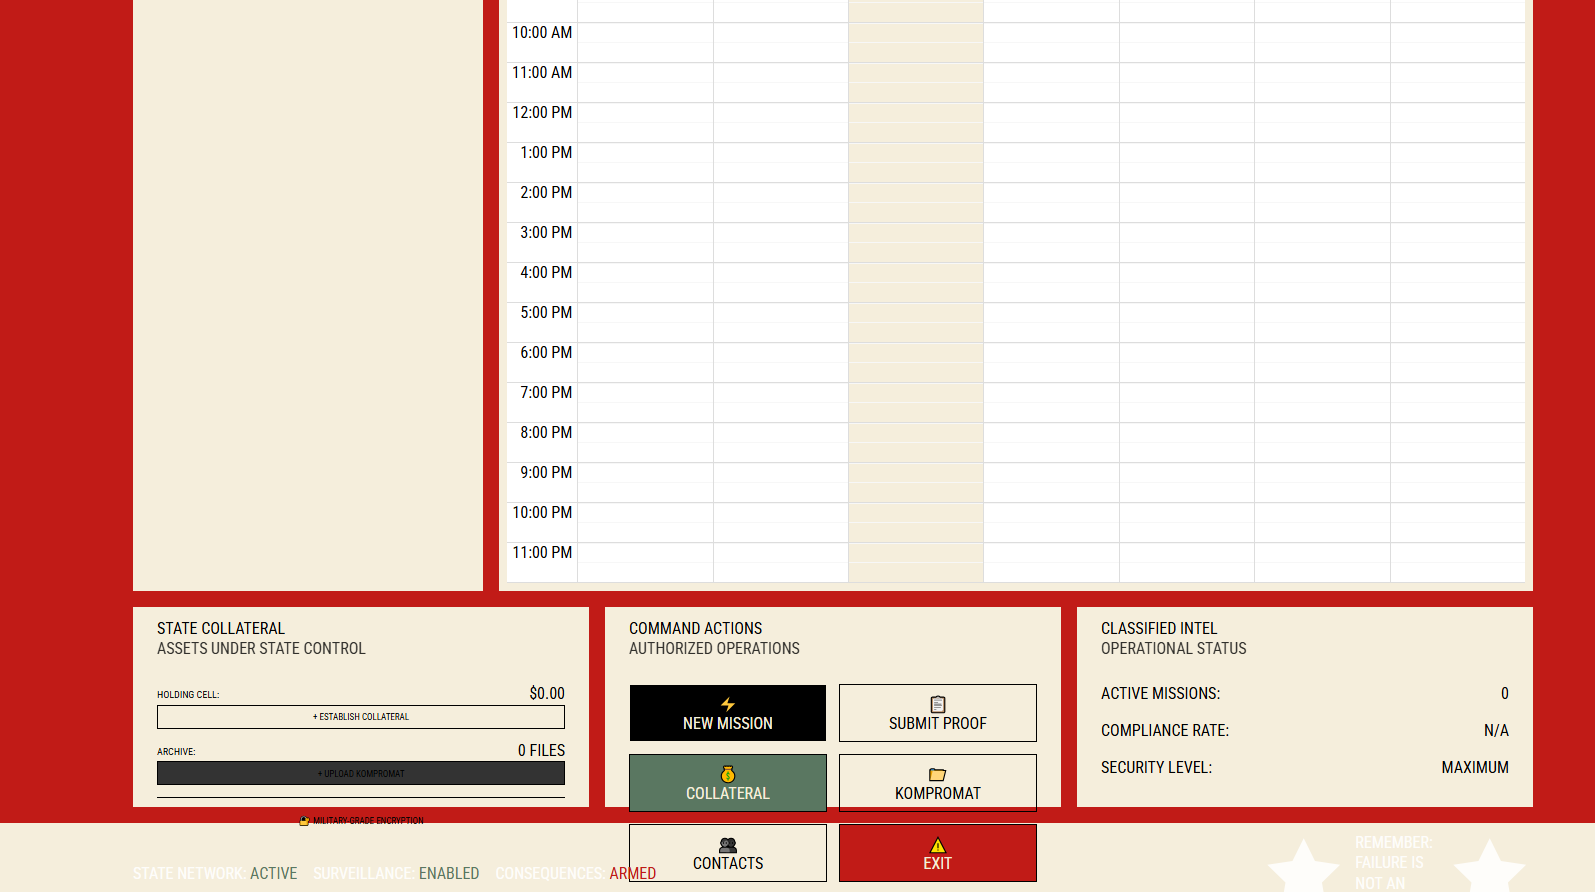 10:00 AM
11:00 AM
12:00 PM
1:00 PM
2:00 PM
3:00 PM
4:00 PM
5:00 PM
6:00 PM
7:00 PM
8:00 PM
9:00 PM
10:00 PM
11:00 PM
STATE COLLATERAL
ASSETS UNDER STATE CONTROL
HOLDING CELL: $0.00
+ ESTABLISH COLLATERAL
ARCHIVE: 0 FILES
+ UPLOAD KOMPROMAT
MILITARY-GRADE ENCRYPTION
COMMAND ACTIONS
AUTHORIZED OPERATIONS
NEW MISSION
SUBMIT PROOF
COLLATERAL
KOMPROMAT
CONTACTS
EXIT
CLASSIFIED INTEL
OPERATIONAL STATUS
ACTIVE MISSIONS: 0
COMPLIANCE RATE: N/A
SECURITY LEVEL: MAXIMUM
STATE NETWORK: ACTIVE SURVEILLANCE: ENABLED CONSEQUENCES: ARMED
REMEMBER:
FAILURE IS
NOT AN